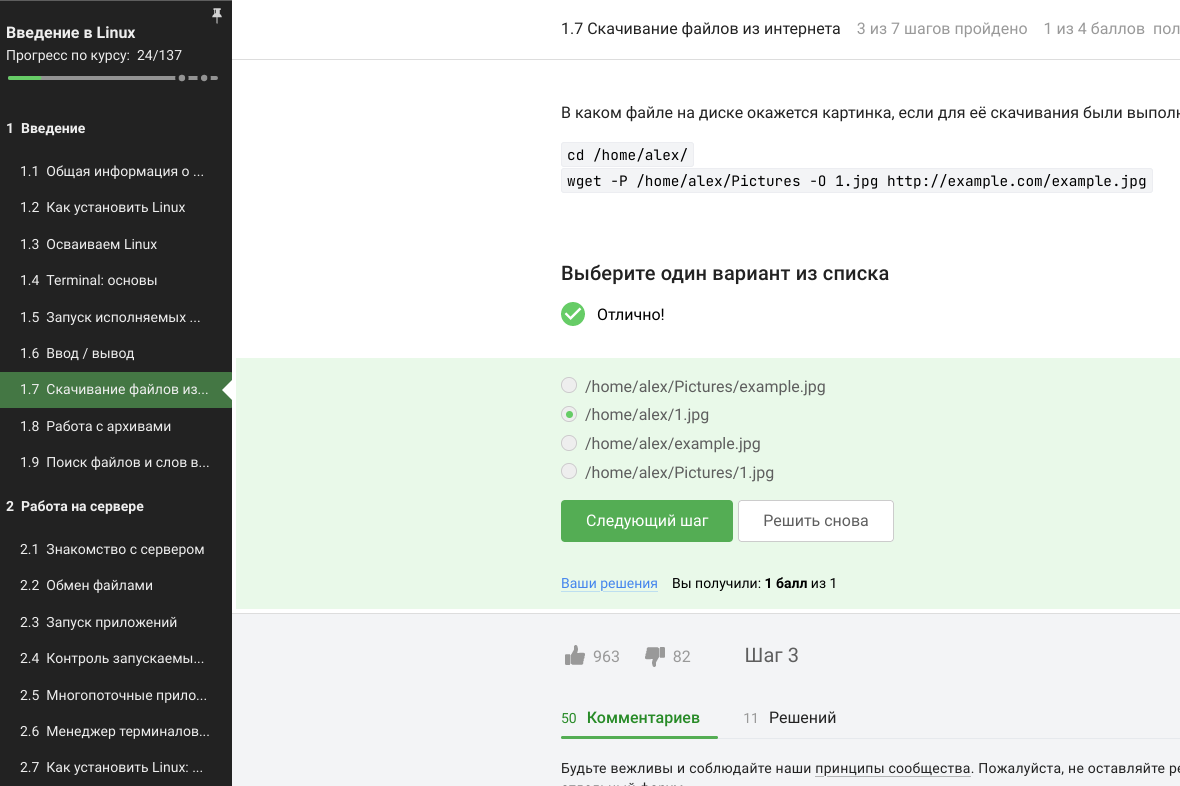 Введение в Linux
Прогресс по курсу: 24/137
1 Введение
1.1 Общая информация о ...
1.2 Как установить Linux
1.3 Осваиваем Linux
1.4 Terminal: основы
1.5 Запуск исполняемых ...
1.6 Ввод / вывод
1.7 Скачивание файлов из...
1.8 Работа с архивами
1.9 Поиск файлов и слов в...
2 Работа на сервере
2.1 Знакомство с сервером
2.2 Обмен файлами
2.3 Запуск приложений
2.4 Контроль запускаемы...
2.5 Многопоточные прило...
2.6 Менеджер терминалов...
2.7 Как установить Linux: ...
1.7 Скачивание файлов из интернета 3 из 7 шагов пройдено 1 из 4 баллов пол
В каком файле на диске окажется картинка, если для её скачивания были выпол
cd /home/alex/
wget -P /home/alex/Pictures -O 1.jpg http://example.com/example.jpg
Выберите один вариант из списка
Отлично!
/home/alex/Pictures/example.jpg
/home/alex/1.jpg
/home/alex/example.jpg
/home/alex/Pictures/1.jpg
Следующий шаг Решить снова
Ваши решения Вы получили: 1 балл из 1
963 82 Шаг 3
50 Комментариев 11 Решений
Будьте вежливы и соблюдайте наши принципы сообщества. Пожалуйста, не оставляйте ре